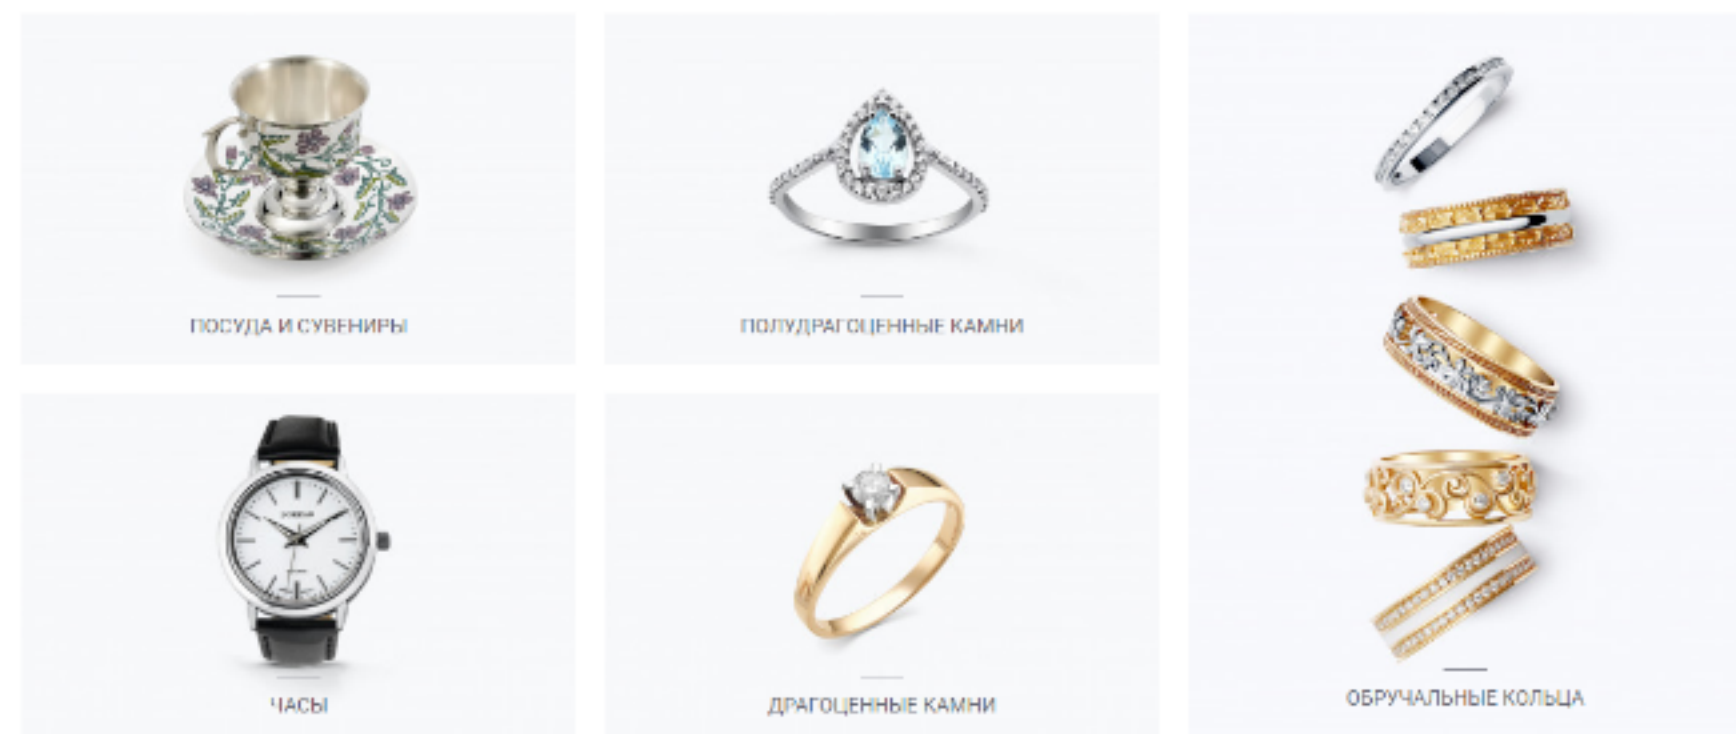 ПОСУДА И СУВЕНИРЫ
ПОЛУДРАГОЦЕННЫЕ КАМНИ
ЧАСЫ
ДРАГОЦЕННЫЕ КАМНИ
ОБРУЧАЛЬНЫЕ КОЛЬЦА